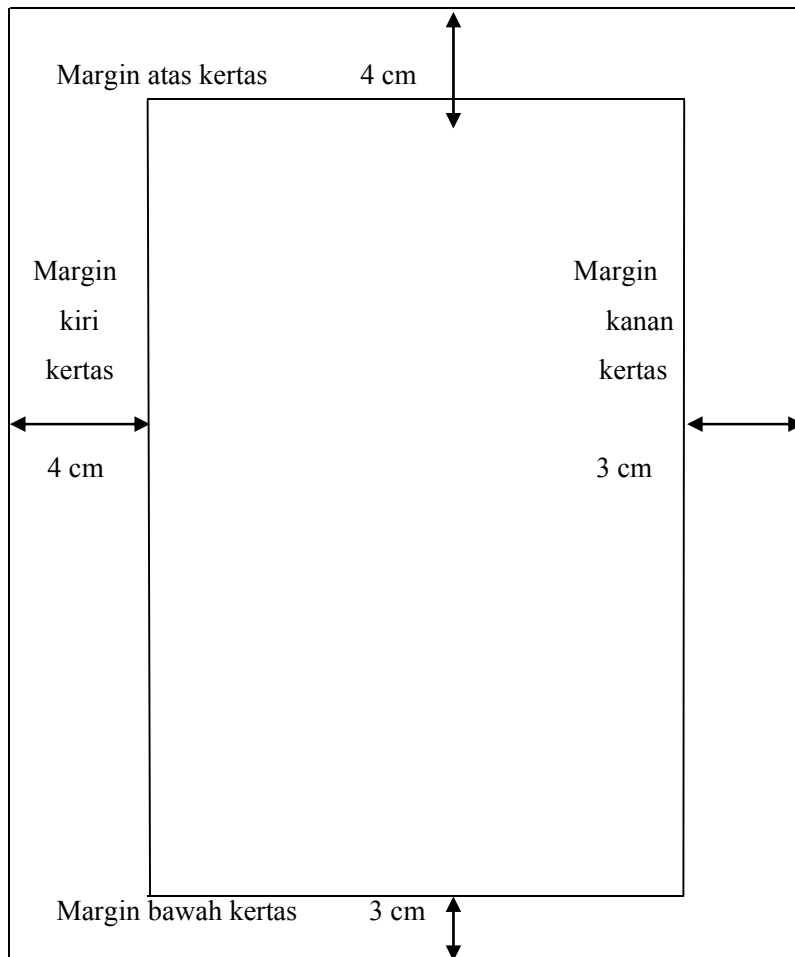 Margin atas kertas 4 cm
Margin
kiri
kertas
4 cm
Margin
kanan
kertas
3 cm
Margin bawah kertas 3 cm